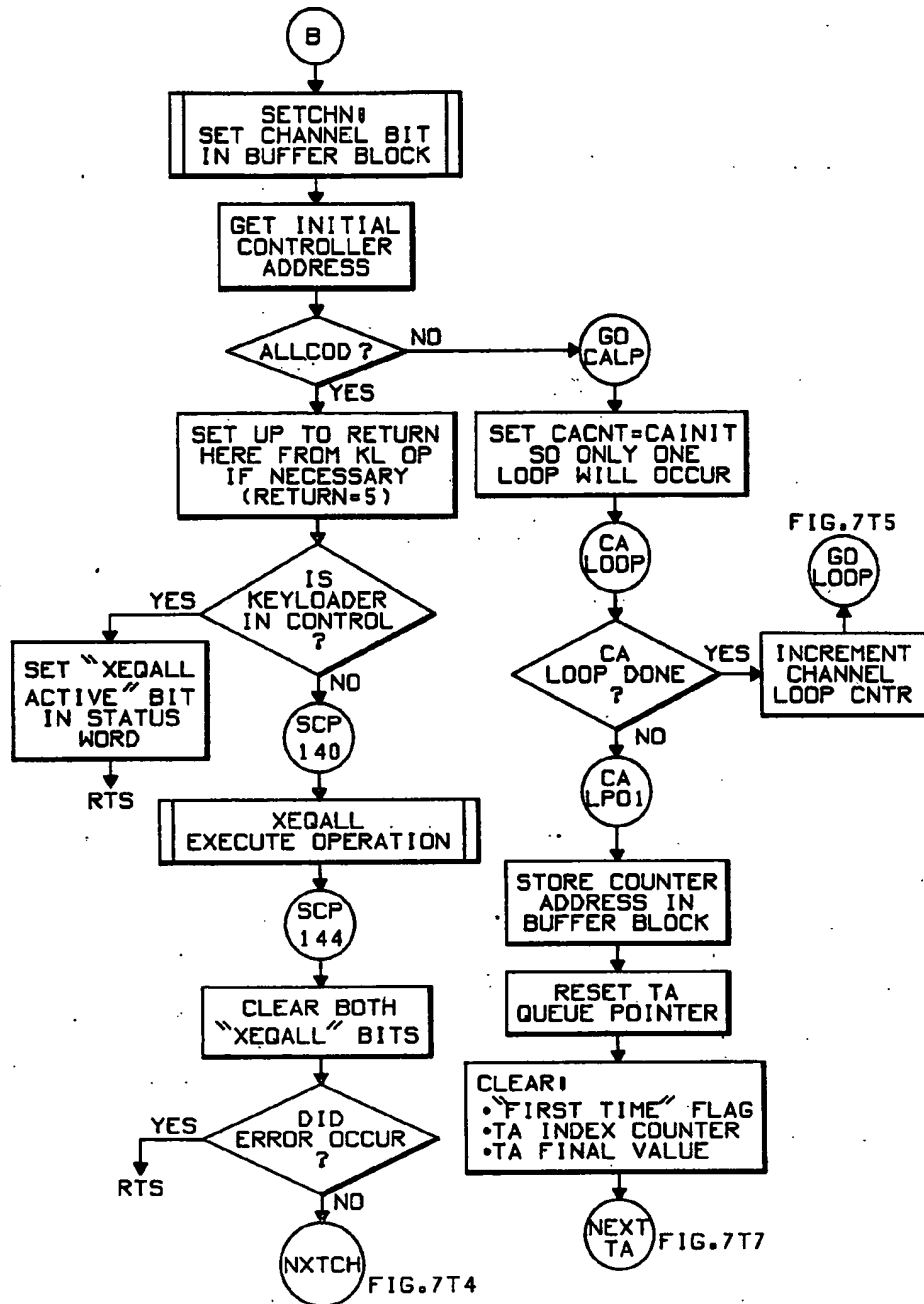 B
SETCHN:
SET CHANNEL BIT
IN BUFFER BLOCK
GET INITIAL
CONTROLLER
ADDRESS
ALLCOD?
NO
YES
GO
CALP
SET UP TO RETURN
HERE FROM KL OP
IF NECESSARY
(RETURN=5)
SET CACNT=CAINIT
SO ONLY ONE
LOOP WILL OCCUR
IS
KEYLOADER
IN CONTROL
?
YES
NO
SET "XEQALL
ACTIVE" BIT
IN STATUS
WORD
RTS
SCP
140
XEQALL
EXECUTE OPERATION
SCP
144
CLEAR BOTH
"XEQALL" BITS
DID
ERROR OCCUR
?
YES
RTS
NO
NXTCH
FIG.7T4
CA
LOOP
CA
LOOP DONE
?
YES
NO
INCREMENT
CHANNEL
LOOP CNTR
FIG.7T5
GO
LOOP
CA
LPO1
STORE COUNTER
ADDRESS IN
BUFFER BLOCK
RESET TA
QUEUE POINTER
CLEAR:
•"FIRST TIME" FLAG
•TA INDEX COUNTER
•TA FINAL VALUE
NEXT
TA
FIG.7T7